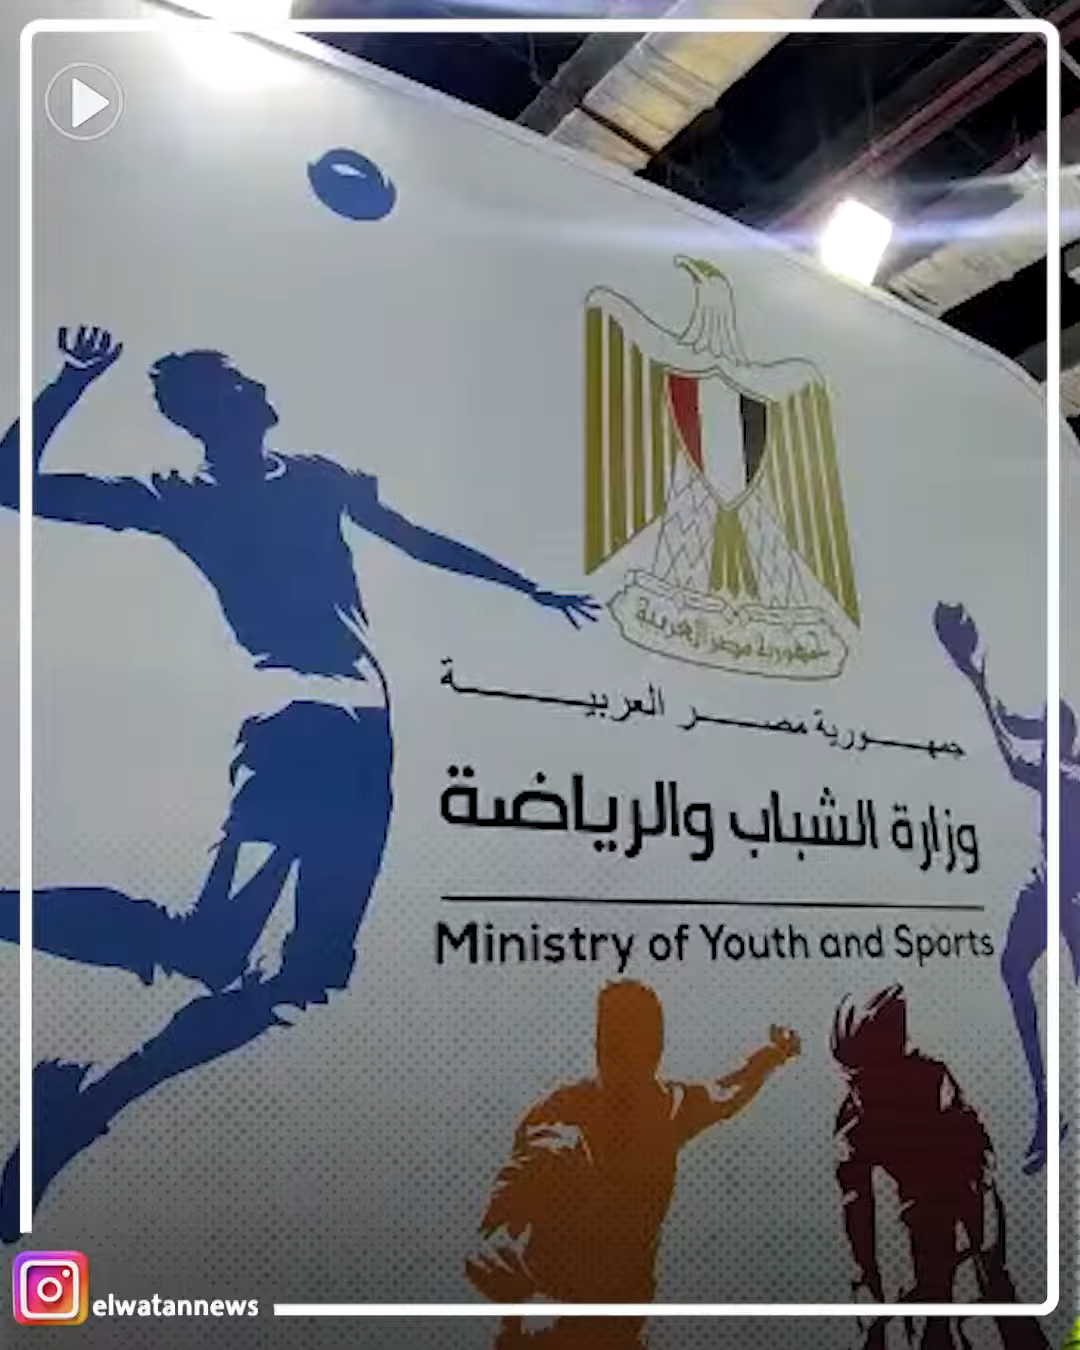 جمهورية مصر العربية
جمهورية مصر العربية
وزارة الشباب والرياضة
Ministry of Youth and Sports
elwatannews